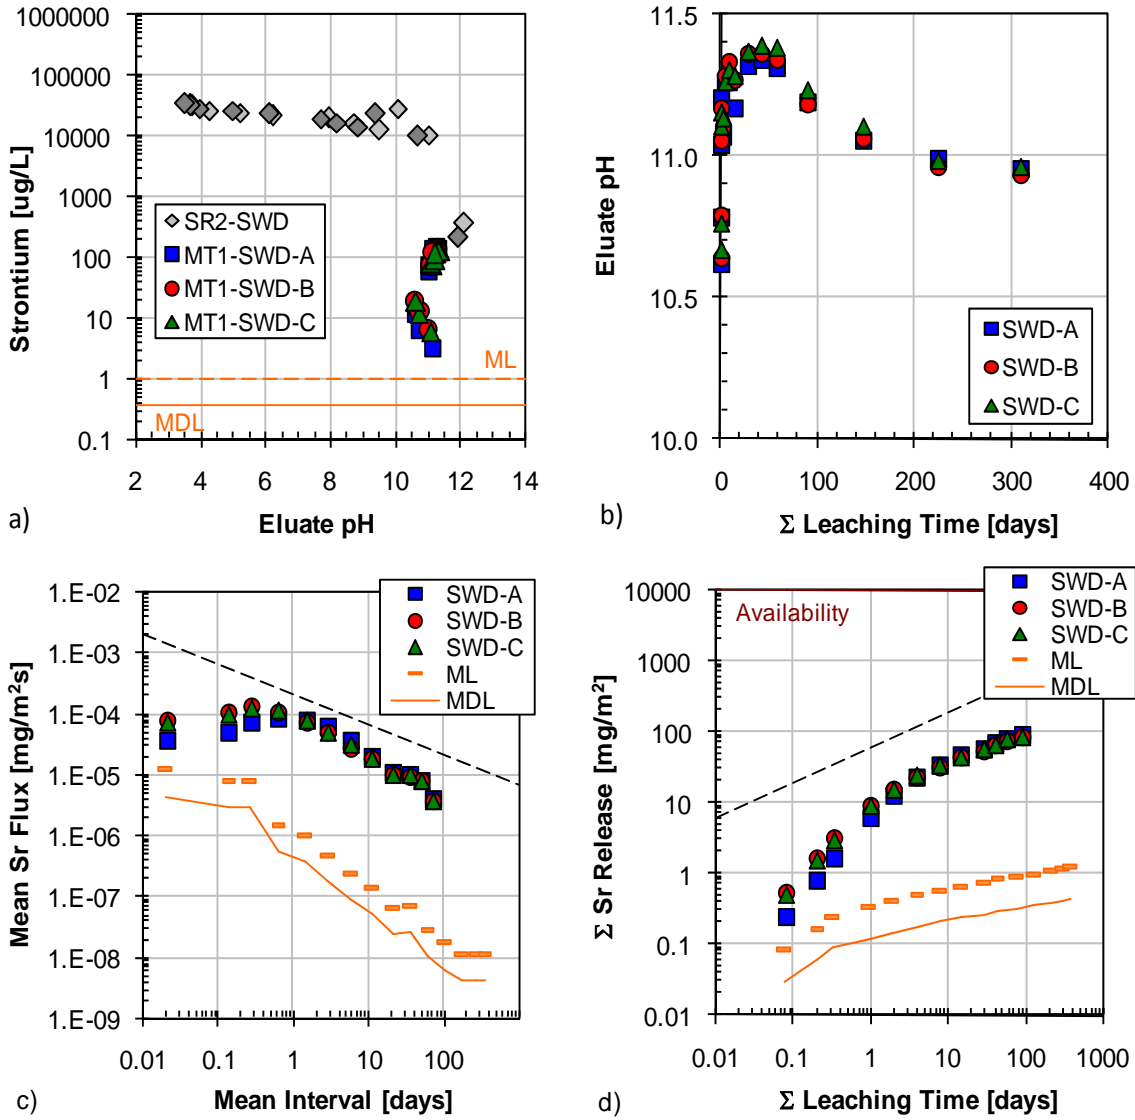 1000000
100000
10000
1000
100
10
1
0.1
Strontium [ug/L]
SR2-SWD
MT1-SWD-A
MT1-SWD-B
MT1-SWD-C
ML
MDL
2 4 6 8 10 12 14
Eluate pH
a)
11.5
11.0
10.5
10.0
Eluate pH
SWD-A
SWD-B
SWD-C
0 100 200 300 400
Σ Leaching Time [days]
b)
1.E-02
1.E-03
1.E-04
1.E-05
1.E-06
1.E-07
1.E-08
1.E-09
Mean Sr Flux [mg/m²s]
SWD-A
SWD-B
SWD-C
ML
MDL
0.01 0.1 1 10 100
Mean Interval [days]
c)
10000
1000
100
10
1
0.1
0.01
Σ Sr Release [mg/m²]
Availability
SWD-A
SWD-B
SWD-C
ML
MDL
0.01 0.1 1 10 100 1000
Σ Leaching Time [days]
d)